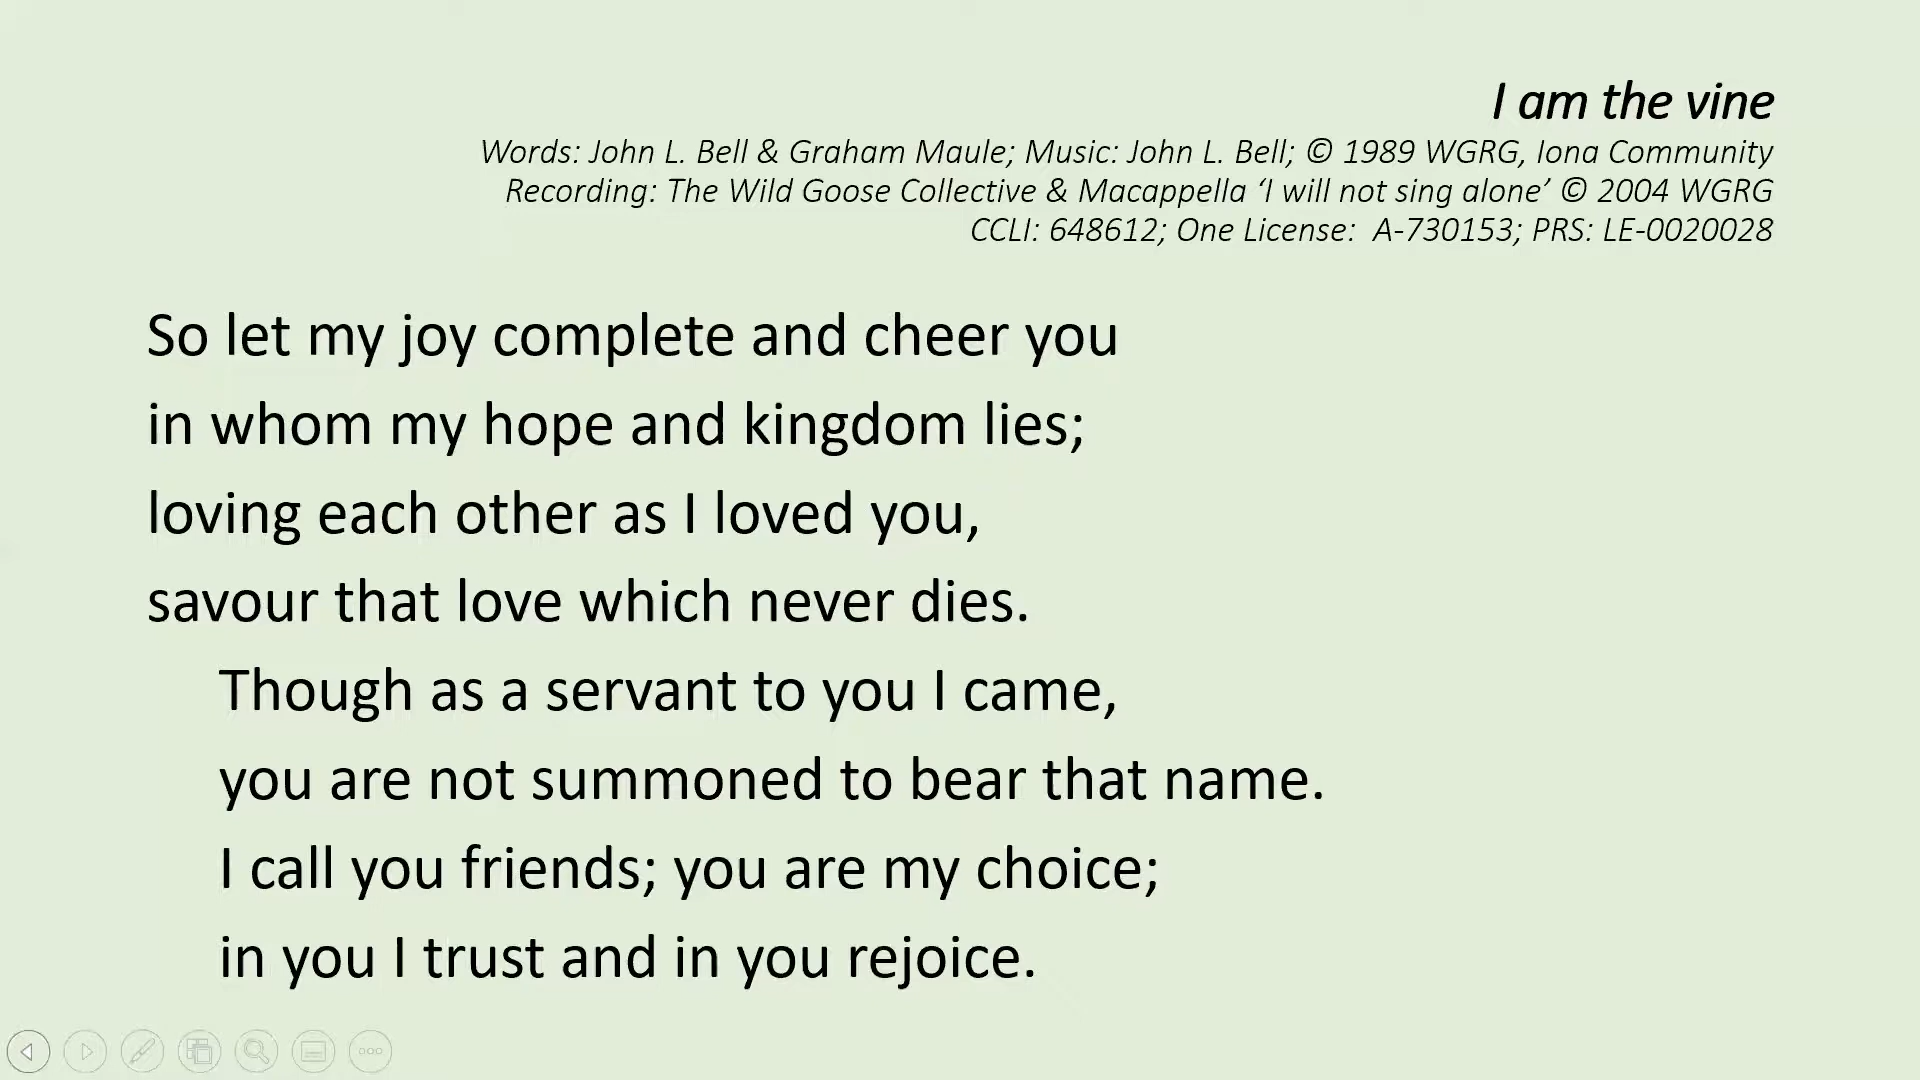 I am the vine
Words: John L. Bell & Graham Maule; Music: John L. Bell; © 1989 WGRG, Iona Community
Recording: The Wild Goose Collective & Macappella ‘I will not sing alone’ © 2004 WGRG
CCLI: 648612; One License:  A-730153; PRS: LE-0020028
So let my joy complete and cheer you
in whom my hope and kingdom lies;
loving each other as I loved you,
savour that love which never dies.
Though as a servant to you I came,
you are not summoned to bear that name.
I call you friends; you are my choice;
in you I trust and in you rejoice.